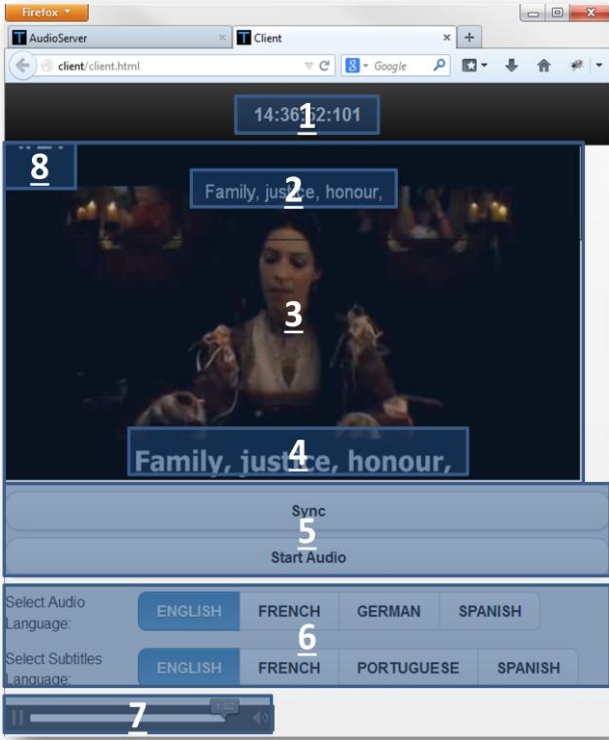 Firefox
AudioServer
Client
client/client.html
Google
14:36:52:101
1
8
Family, justice, honour,
2
3
4
Family, justice, honour,
Sync
5
Start Audio
Select Audio Language:
ENGLISH FRENCH GERMAN SPANISH
6
Select Subtitles Language:
ENGLISH FRENCH PORTUGUESE SPANISH
7